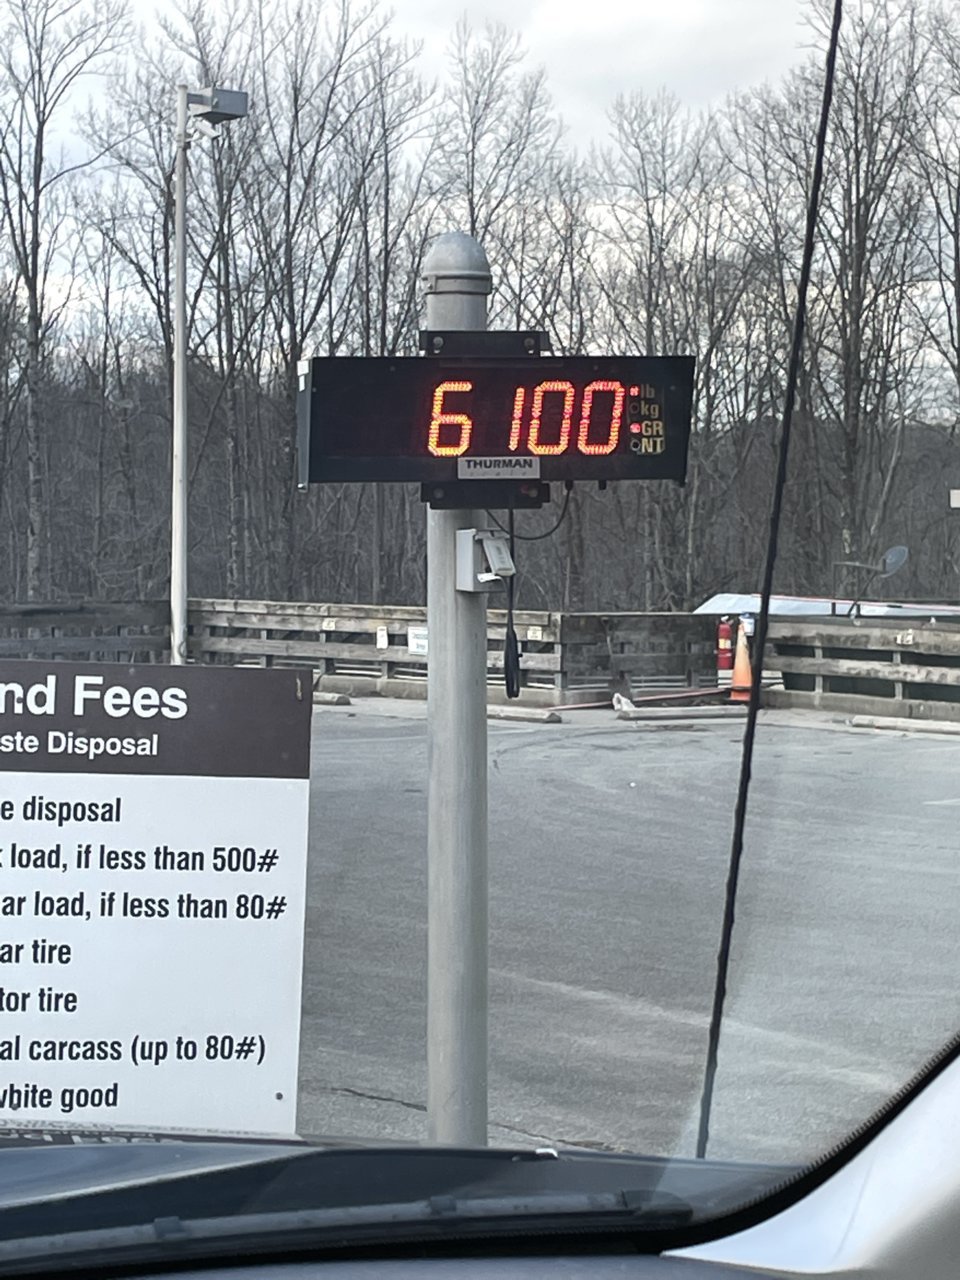 6100
lb
kg
GR
NT
THURMAN
nd Fees
ste Disposal
e disposal
load, if less than 500#
ar load, if less than 80#
ar tire
tor tire
al carcass (up to 80#)
white good